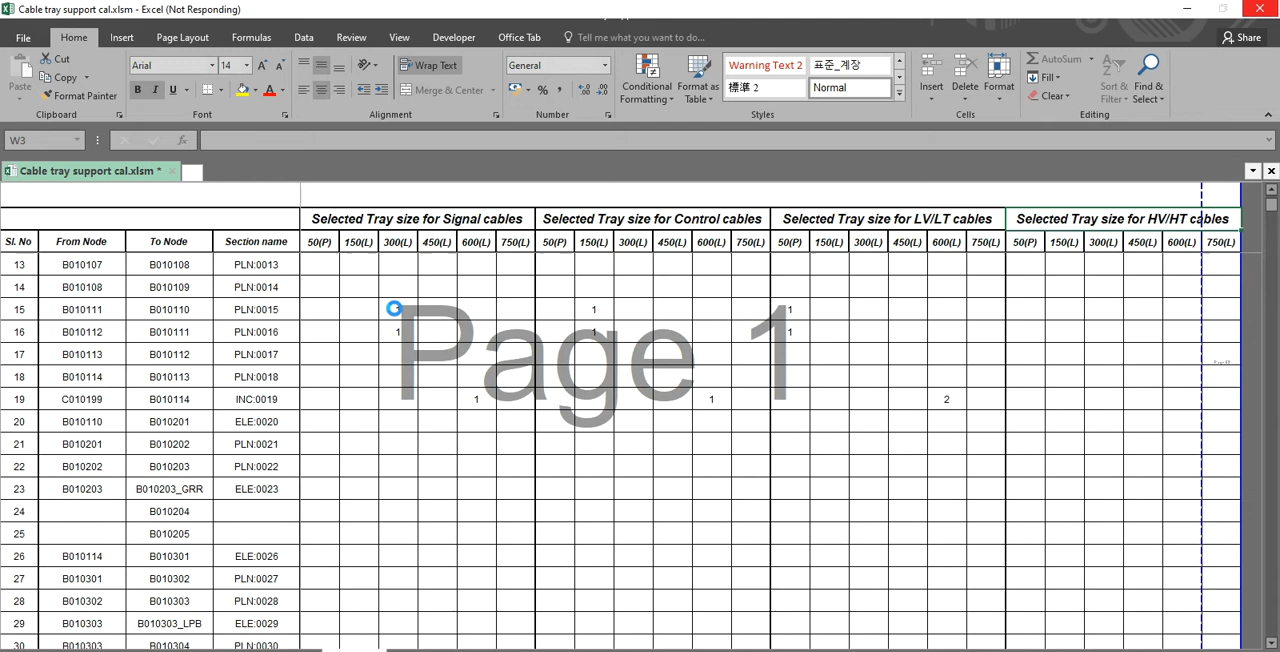 Cable tray support cal.xlsm - Excel (Not Responding)
File Home Insert Page Layout Formulas Data Review View Developer Office Tab Tell me what you want to do... Share
Paste Cut Copy Format Painter Clipboard
Arial 14 B I U A A A Font
Wrap Text Merge & Center Alignment
General % , Number
Conditional Formatting Format as Table
Warning Text 2 표준_계장
標準 2 Normal
Styles
Insert Delete Format Cells
AutoSum Fill Clear Sort & Filter Find & Select Editing
W3 fx
Cable tray support cal.xlsm *
Selected Tray size for Signal cables Selected Tray size for Control cables Selected Tray size for LV/LT cables Selected Tray size for HV/HT cables
Sl. No From Node To Node Section name 50(P) 150(L) 300(L) 450(L) 600(L) 750(L) 50(P) 150(L) 300(L) 450(L) 600(L) 750(L) 50(P) 150(L) 300(L) 450(L) 600(L) 750(L) 50(P) 150(L) 300(L) 450(L) 600(L) 750(L)
13 B010107 B010108 PLN:0013
14 B010108 B010109 PLN:0014
15 B010111 B010110 PLN:0015 1 1
16 B010112 B010111 PLN:0016 1 1 1
Page 1
17 B010113 B010112 PLN:0017
18 B010114 B010113 PLN:0018
19 C010199 B010114 INC:0019 1 1 2
20 B010110 B010201 ELE:0020
21 B010201 B010202 PLN:0021
22 B010202 B010203 PLN:0022
23 B010203 B010203_GRR ELE:0023
24 B010204
25 B010205
26 B010114 B010301 ELE:0026
27 B010301 B010302 PLN:0027
28 B010302 B010303 PLN:0028
29 B010303 B010303_LPB ELE:0029
30 B010303 B010304 PLN:0030